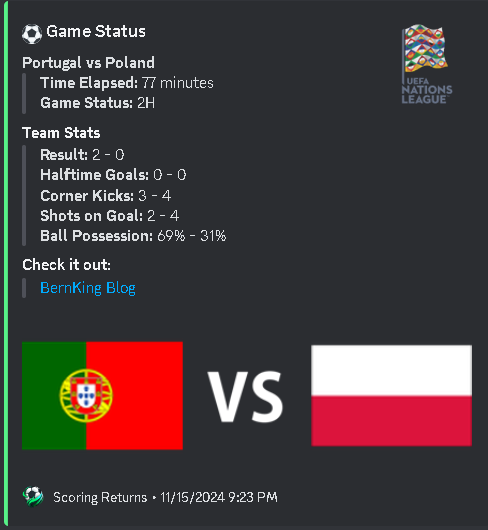 Game Status
UEFA
NATIONS
LEAGUE
Portugal vs Poland
Time Elapsed: 77 minutes
Game Status: 2H
Team Stats
Result: 2 - 0
Halftime Goals: 0 - 0
Corner Kicks: 3 - 4
Shots on Goal: 2 - 4
Ball Possession: 69% - 31%
Check it out:
BernKing Blog
VS
Scoring Returns • 11/15/2024 9:23 PM